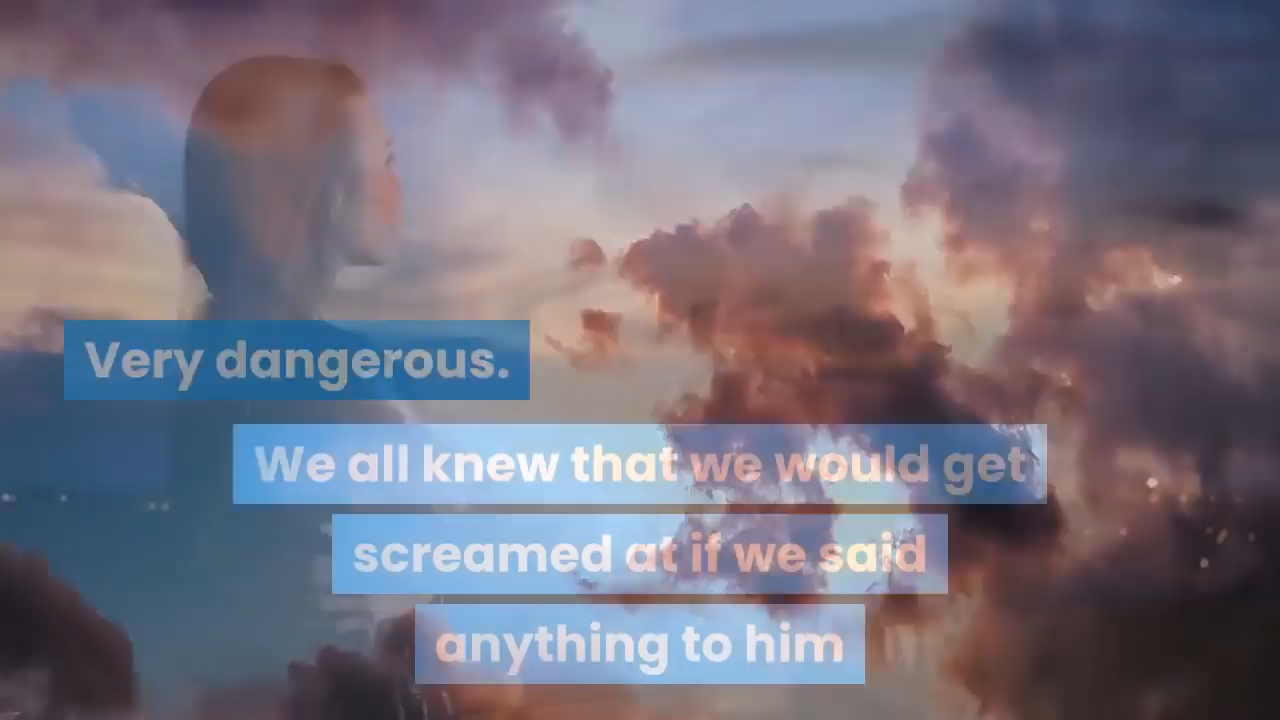 Very dangerous.
We all knew that we would get
screamed at if we said
anything to him